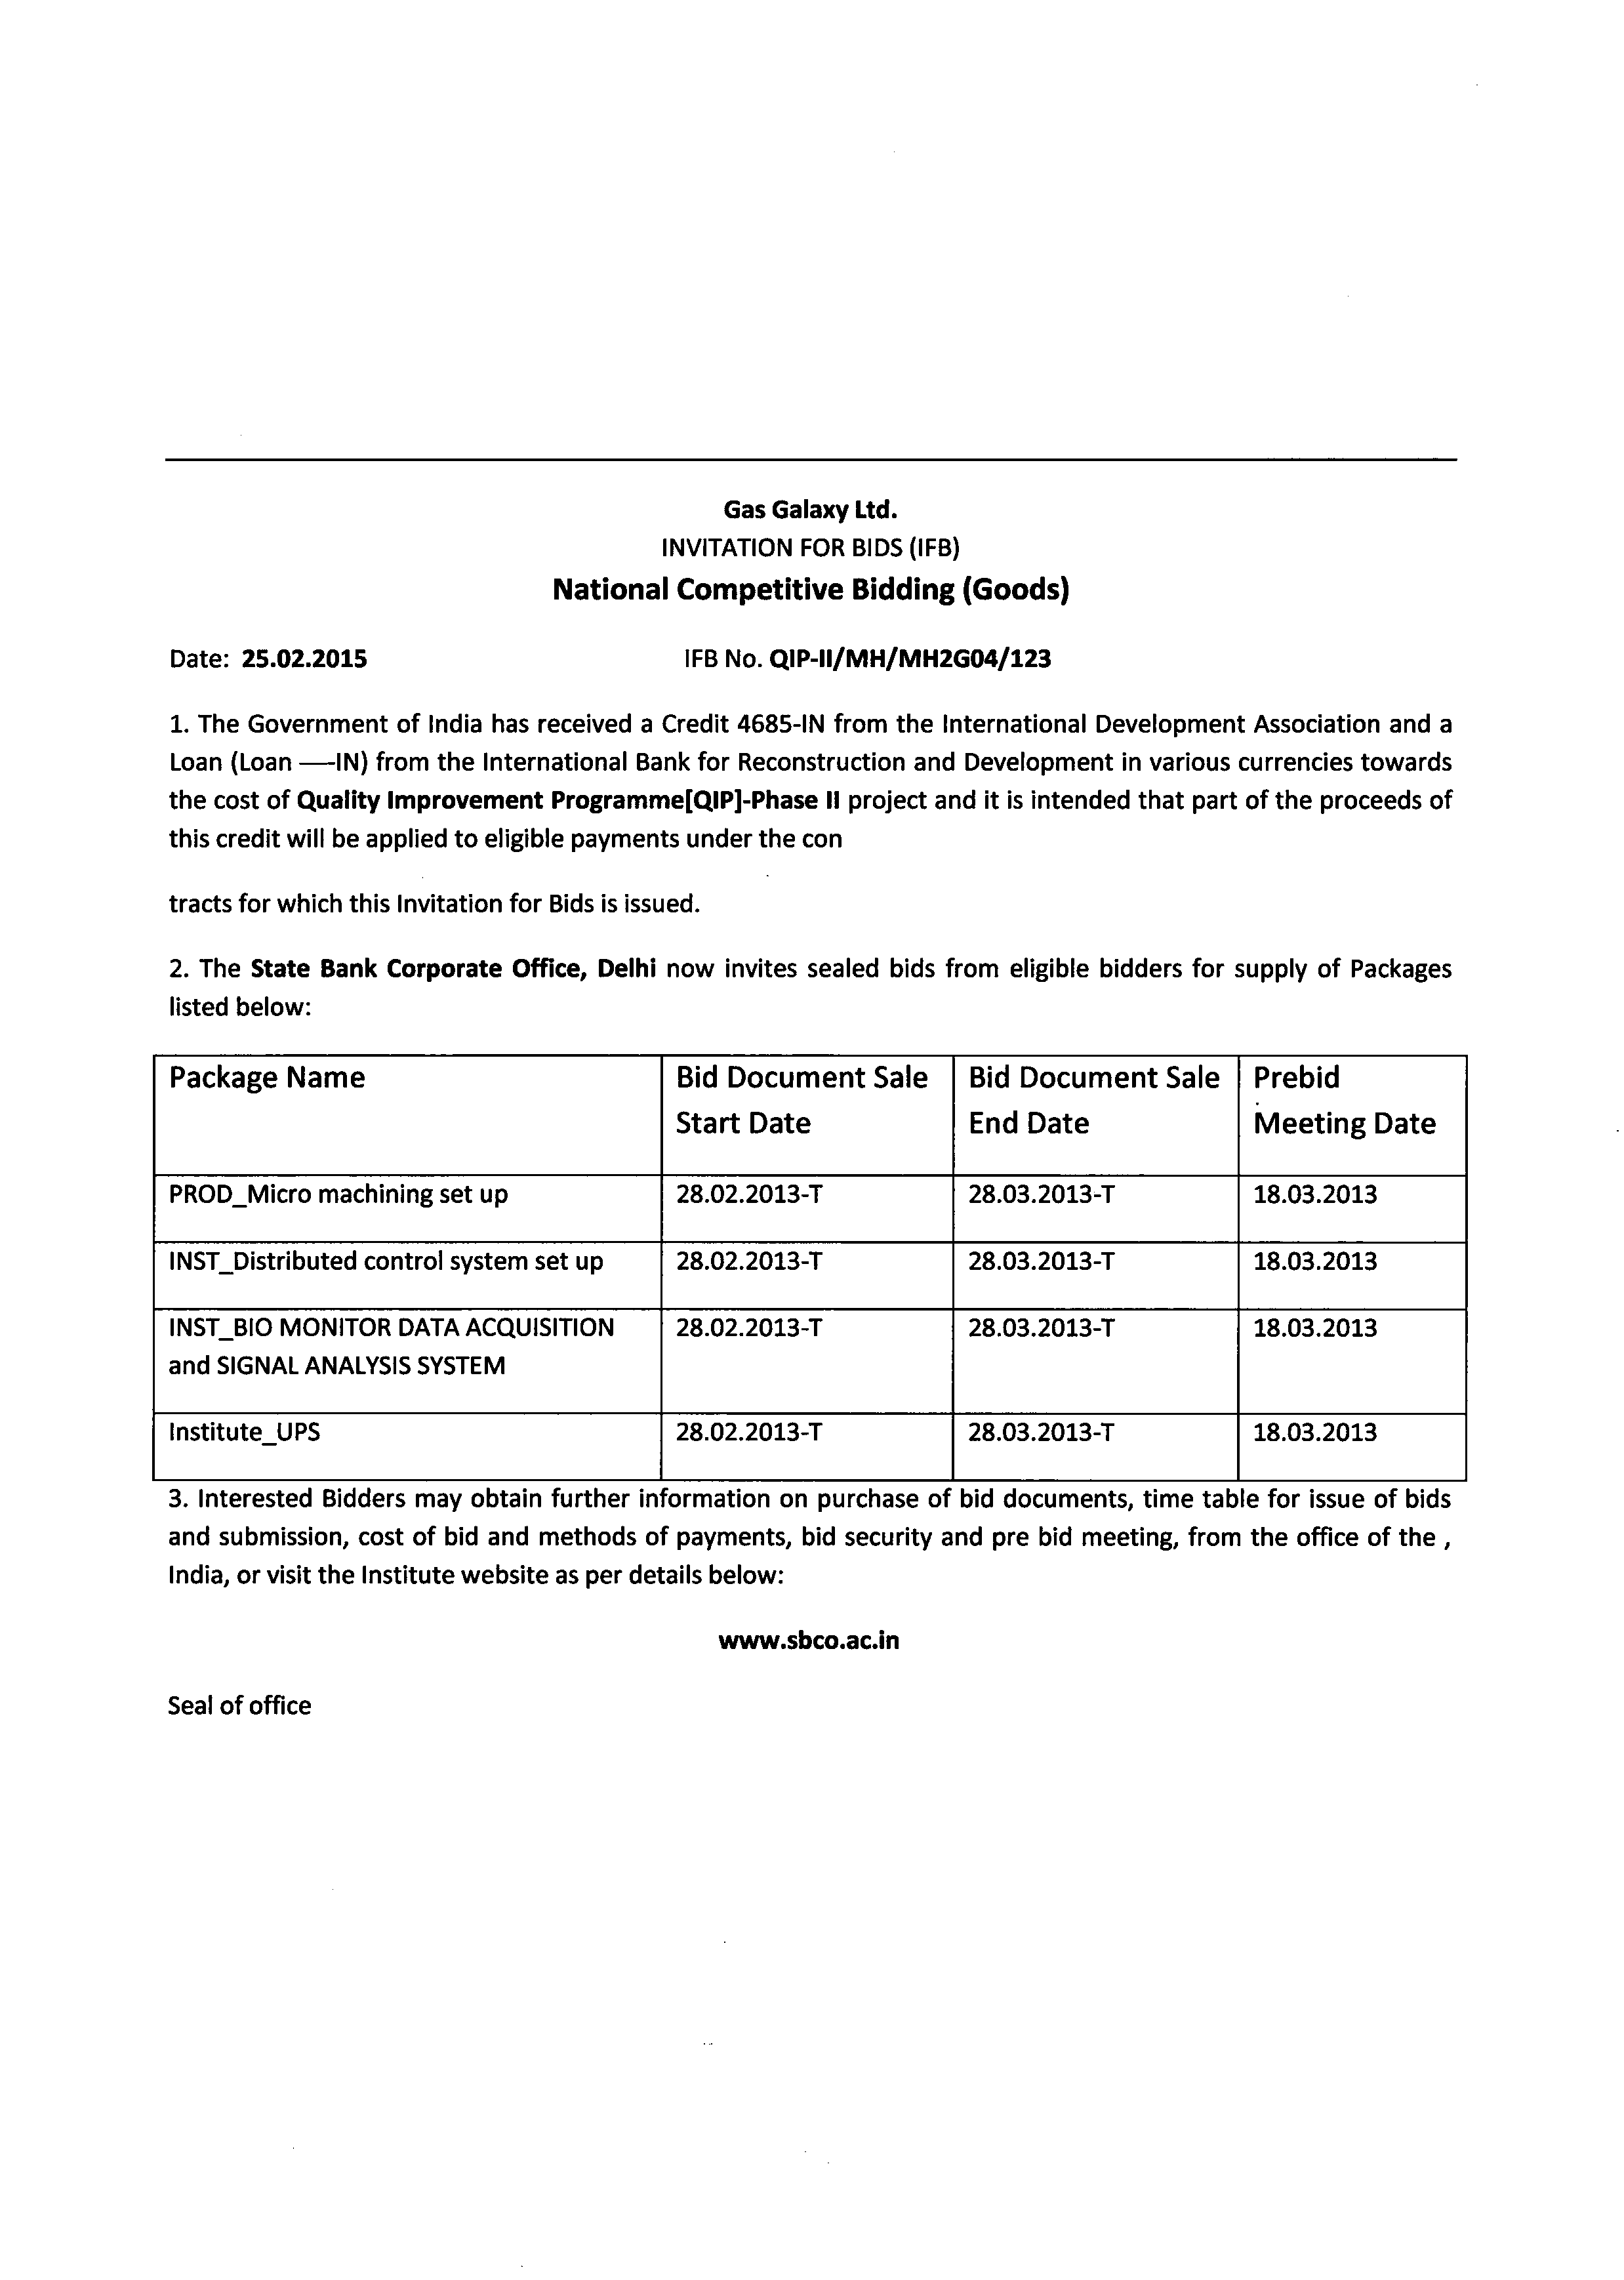 Gas Galaxy Ltd.
INVITATION FOR BIDS (IFB)
National Competitive Bidding (Goods)
Date: 25.02.2015 IFB No. QIP-II/MH/MH2G04/123
1. The Government of India has received a Credit 4685-IN from the International Development Association and a
Loan (Loan —-IN) from the International Bank for Reconstruction and Development in various currencies towards
the cost of Quality Improvement Programme[QIP]-Phase II project and it is intended that part of the proceeds of
this credit will be applied to eligible payments under the con
tracts for which this Invitation for Bids is issued.
2. The State Bank Corporate Office, Delhi now invites sealed bids from eligible bidders for supply of Packages
listed below:
Package Name Bid Document Sale Bid Document Sale Prebid
Start Date End Date Meeting Date
PROD_Micro machining set up 28.02.2013-T 28.03.2013-T 18.03.2013
INST_Distributed control system set up 28.02.2013-T 28.03.2013-T 18.03.2013
INST_BIO MONITOR DATA ACQUISITION 28.02.2013-T 28.03.2013-T 18.03.2013
and SIGNAL ANALYSIS SYSTEM
Institute_UPS 28.02.2013-T 28.03.2013-T 18.03.2013
3. Interested Bidders may obtain further information on purchase of bid documents, time table for issue of bids
and submission, cost of bid and methods of payments, bid security and pre bid meeting, from the office of the ,
India, or visit the Institute website as per details below:
www.sbco.ac.in
Seal of office